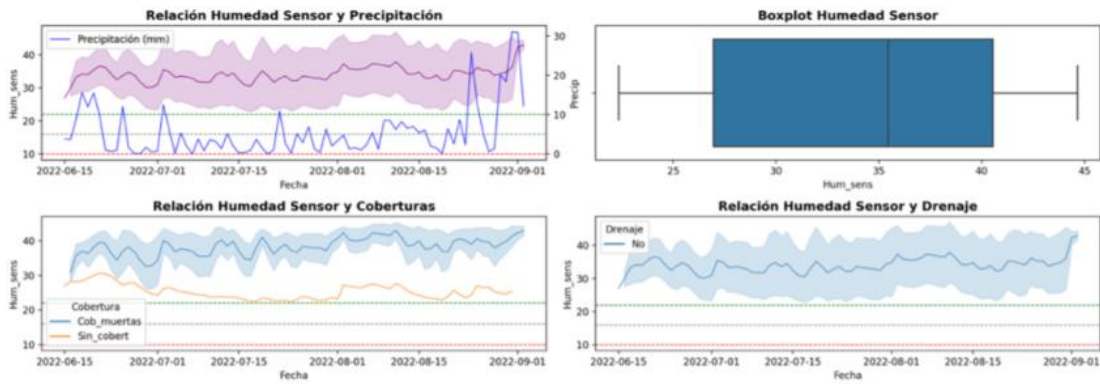 Relación Humedad Sensor y Precipitación
Precipitación (mm)
Hum_sens
40
30
20
10
30
20
10
0
Precip
2022-06-15 2022-07-01 2022-07-15 2022-08-01 2022-08-15 2022-09-01
Fecha
Boxplot Humedad Sensor
25 30 35 40 45
Hum_sens
Relación Humedad Sensor y Coberturas
Hum_sens
40
30
20
10
Cobertura
Cob_muertas
Sin_cobert
2022-06-15 2022-07-01 2022-07-15 2022-08-01 2022-08-15 2022-09-01
Fecha
Relación Humedad Sensor y Drenaje
Drenaje
No
Hum_sens
40
30
20
10
2022-06-15 2022-07-01 2022-07-15 2022-08-01 2022-08-15 2022-09-01
Fecha